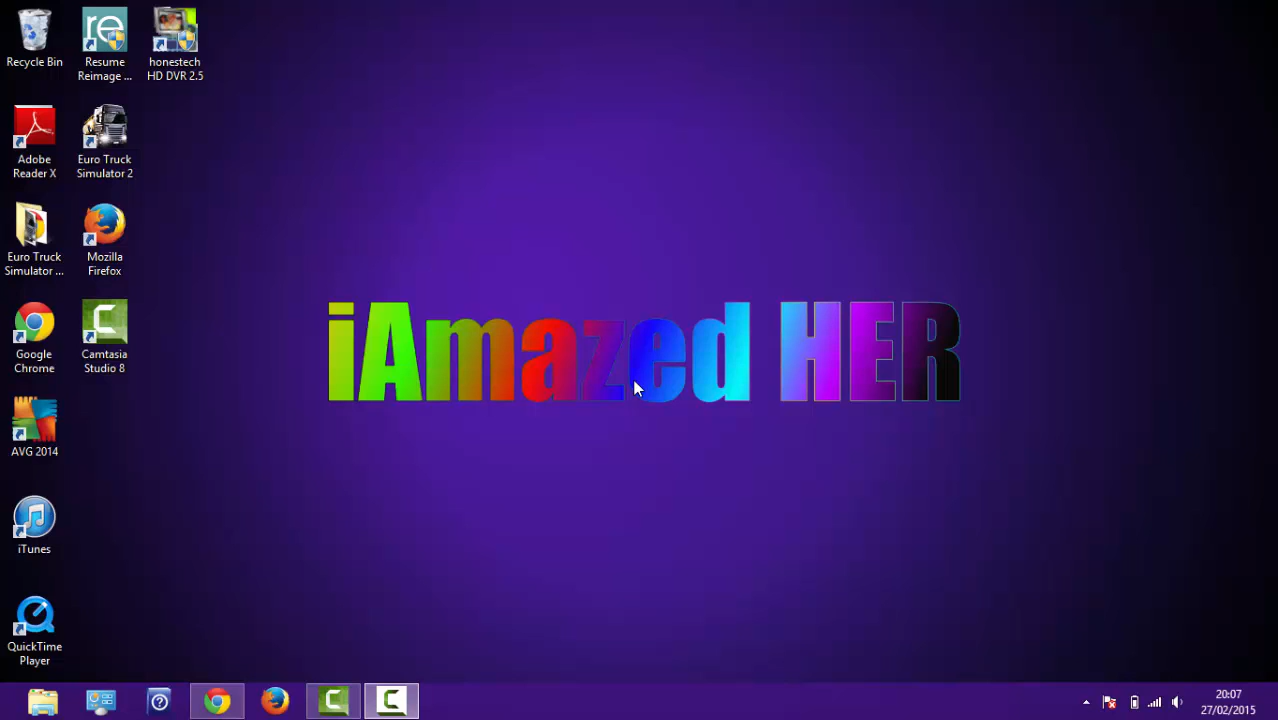 Recycle Bin
Resume
Reimage ...
honestech
HD DVR 2.5
Adobe
Reader X
Euro Truck
Simulator 2
Euro Truck
Simulator ...
Mozilla
Firefox
iAmazed HER
Google
Chrome
Camtasia
Studio 8
AVG 2014
iTunes
QuickTime
Player
20:07
27/02/2015